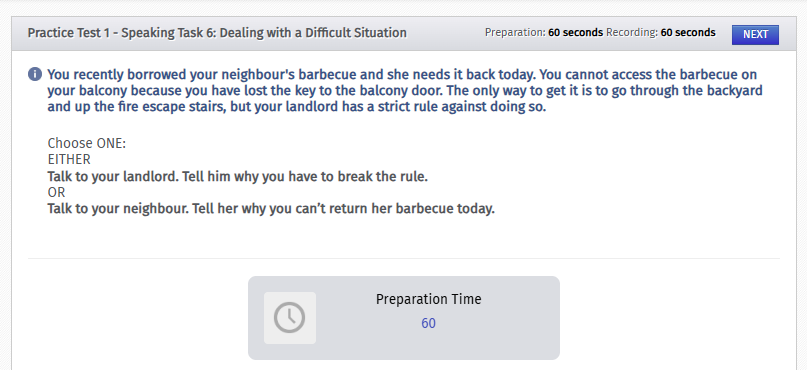 Practice Test 1 - Speaking Task 6: Dealing with a Difficult Situation
Preparation: 60 seconds Recording: 60 seconds
NEXT
You recently borrowed your neighbour's barbecue and she needs it back today. You cannot access the barbecue on
your balcony because you have lost the key to the balcony door. The only way to get it is to go through the backyard
and up the fire escape stairs, but your landlord has a strict rule against doing so.
Choose ONE:
EITHER
Talk to your landlord. Tell him why you have to break the rule.
OR
Talk to your neighbour. Tell her why you can’t return her barbecue today.
Preparation Time
60